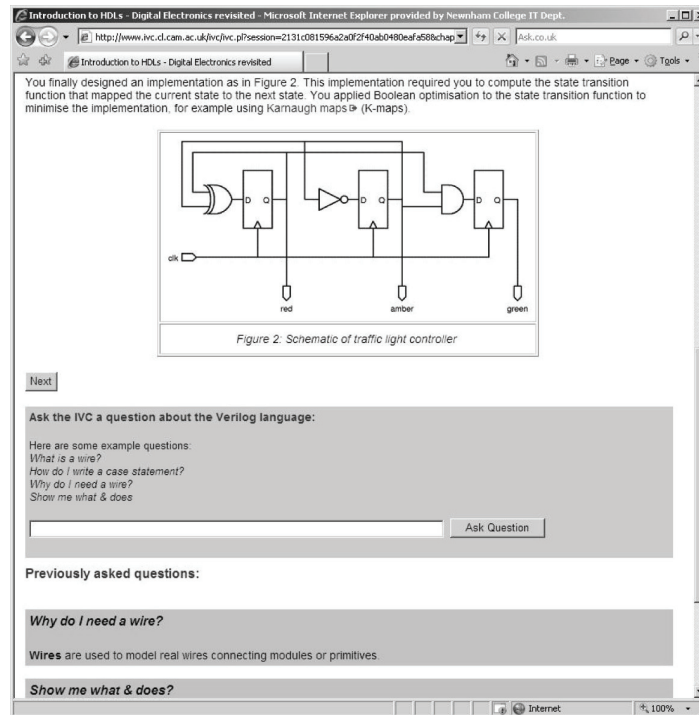 Introduction to HDLs - Digital Electronics revisited - Microsoft Internet Explorer provided by Newnham College IT Dept.
http://www.ivc.cl.cam.ac.uk/ivc/ivc.pl?session=2131c081596a2a0f2f40ab0480eafa588chap
Ask.co.uk
Introduction to HDLs - Digital Electronics revisited
Page
Tools
You finally designed an implementation as in Figure 2. This implementation required you to compute the state transition
function that mapped the current state to the next state. You applied Boolean optimisation to the state transition function to
minimise the implementation, for example using Karnaugh maps (K-maps).
D Q
D Q
D Q
clk
red
amber
green
Figure 2: Schematic of traffic light controller
Next
Ask the IVC a question about the Verilog language:
Here are some example questions:
What is a wire?
How do I write a case statement?
Why do I need a wire?
Show me what & does
Ask Question
Previously asked questions:
Why do I need a wire?
Wires are used to model real wires connecting modules or primitives.
Show me what & does?
Internet
100%